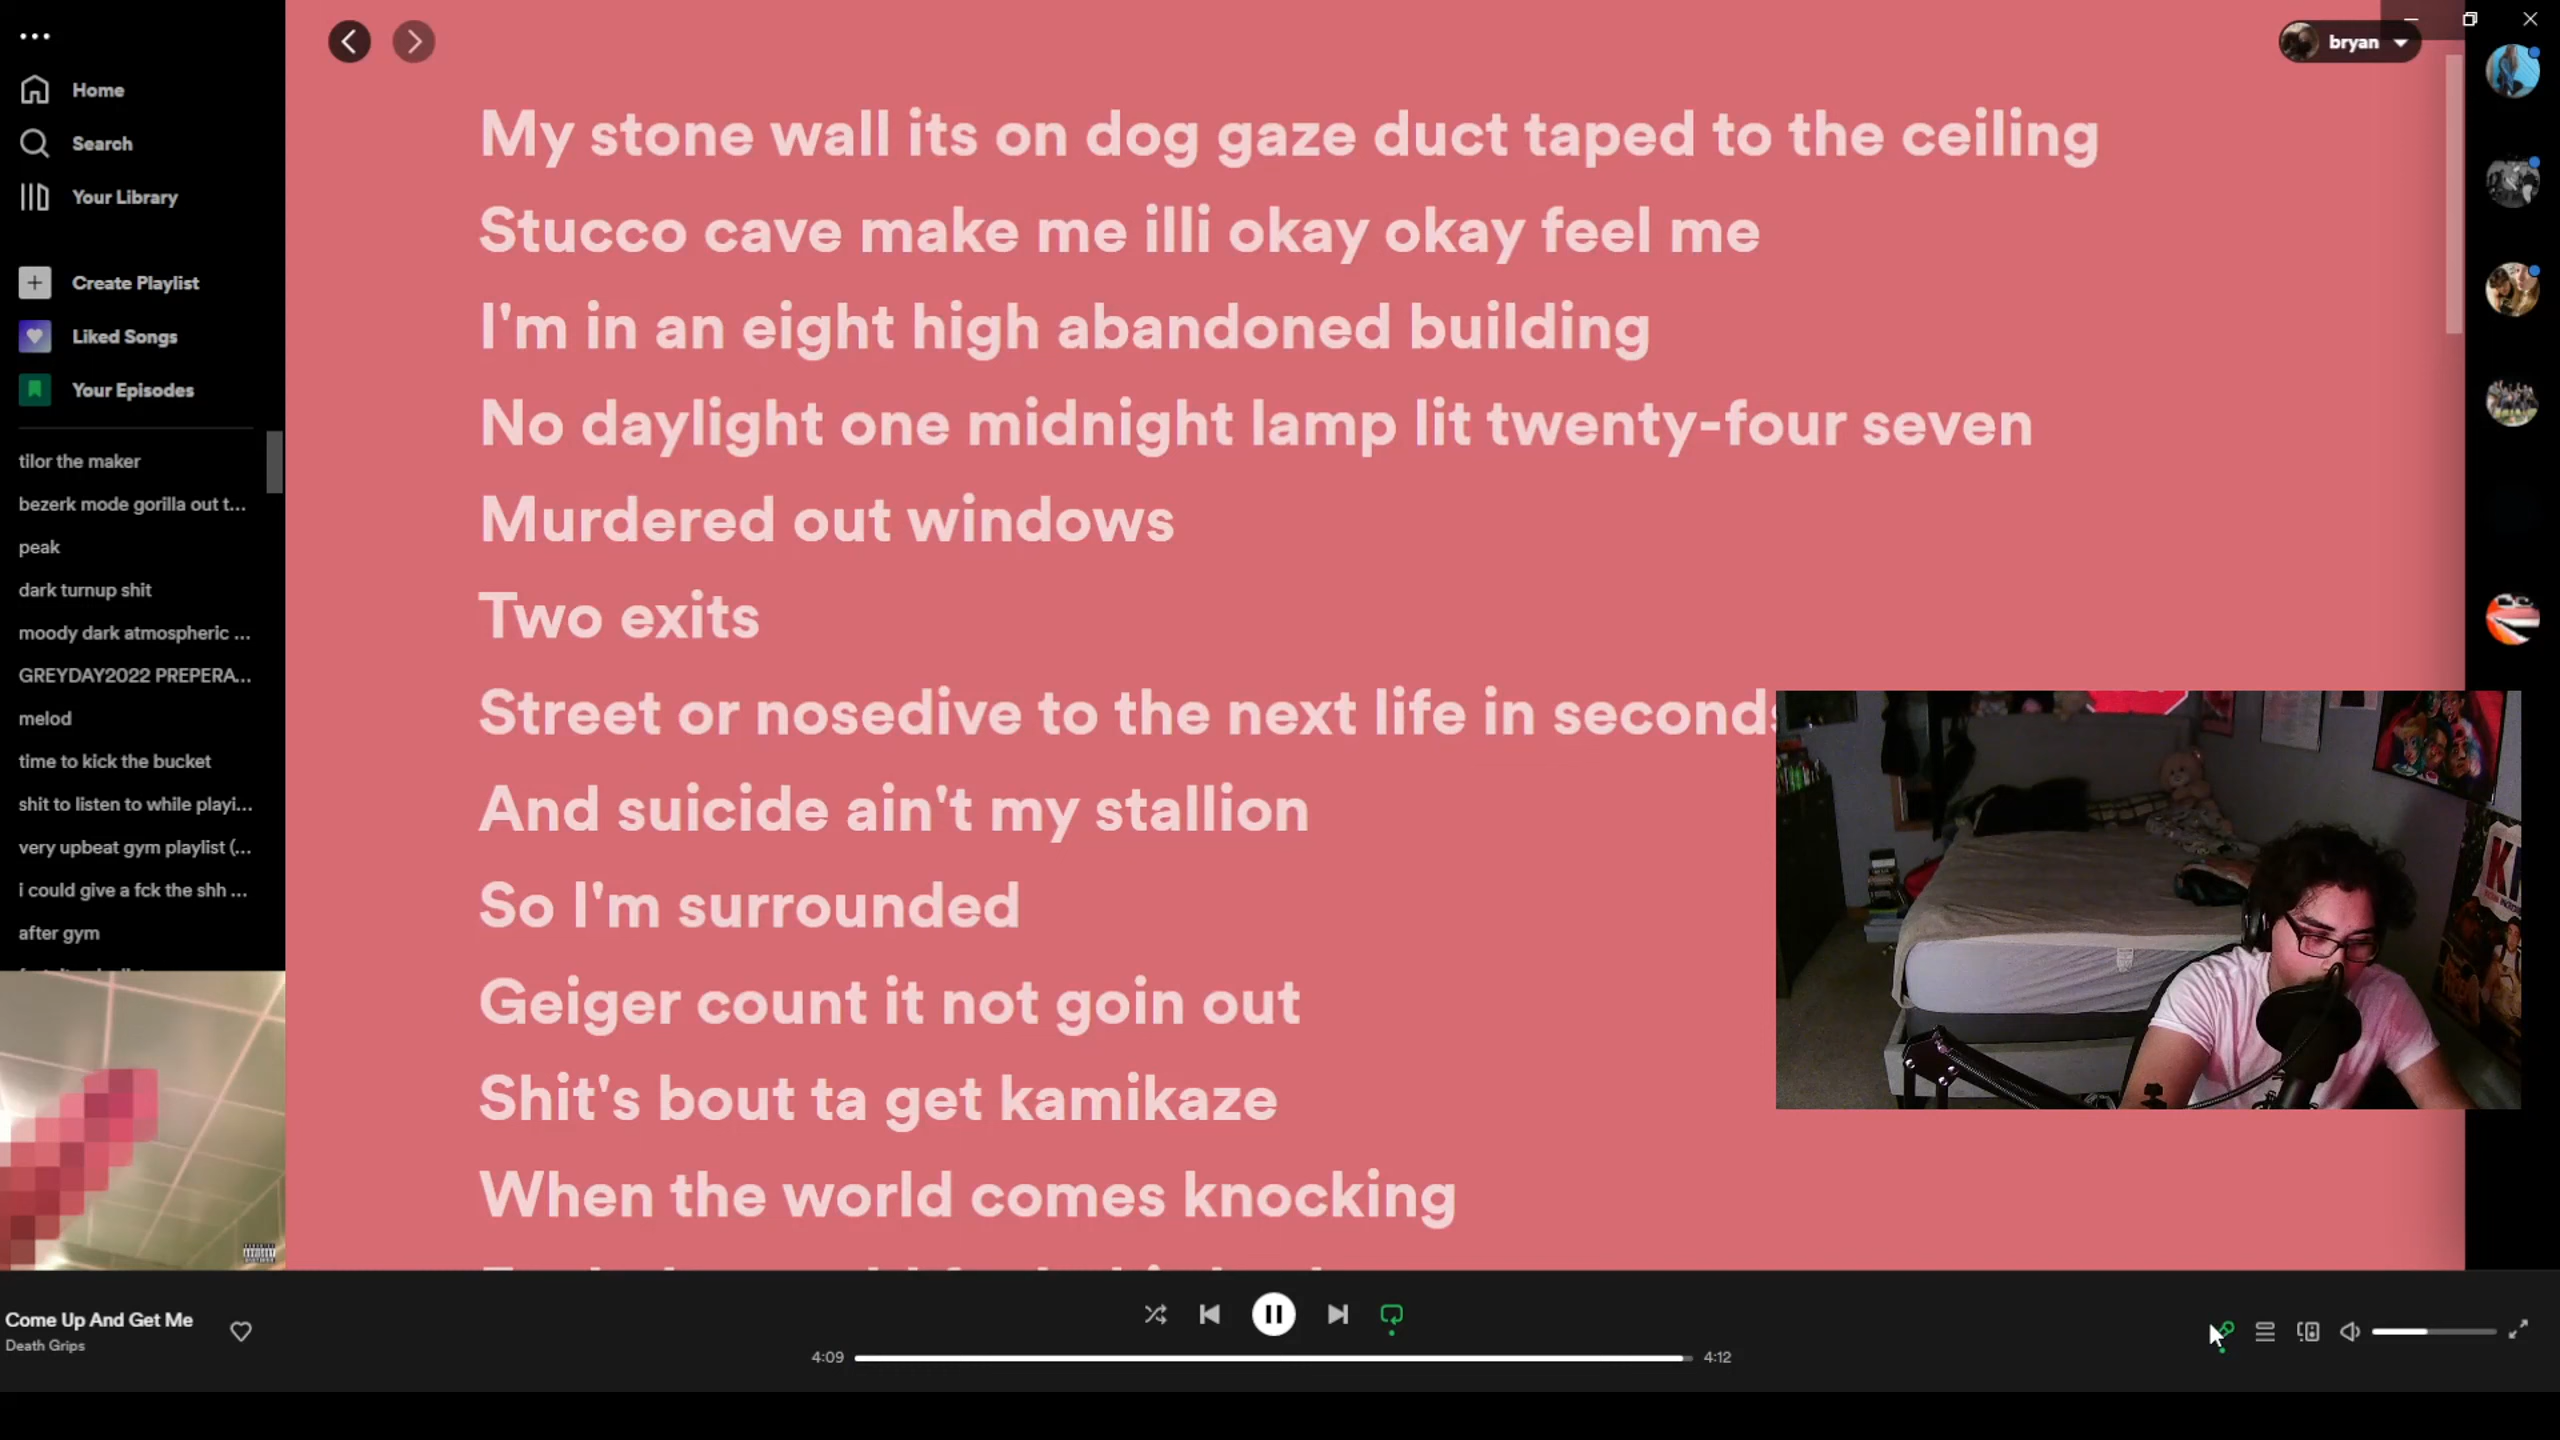 bryan
Home
Search
Your Library
Create Playlist
Liked Songs
Your Episodes
tilor the maker
bezerk mode gorilla out t...
peak
dark turnup shit
moody dark atmospheric ...
GREYDAY2022 PREPERA...
melod
time to kick the bucket
shit to listen to while playi...
very upbeat gym playlist (...
i could give a fck the shh ...
after gym
My stone wall its on dog gaze duct taped to the ceiling
Stucco cave make me illi okay okay feel me
I'm in an eight high abandoned building
No daylight one midnight lamp lit twenty-four seven
Murdered out windows
Two exits
Street or nosedive to the next life in seconds
And suicide ain't my stallion
So I'm surrounded
Geiger count it not goin out
Shit's bout ta get kamikaze
When the world comes knocking
Come Up And Get Me
Death Grips
4:09
4:12